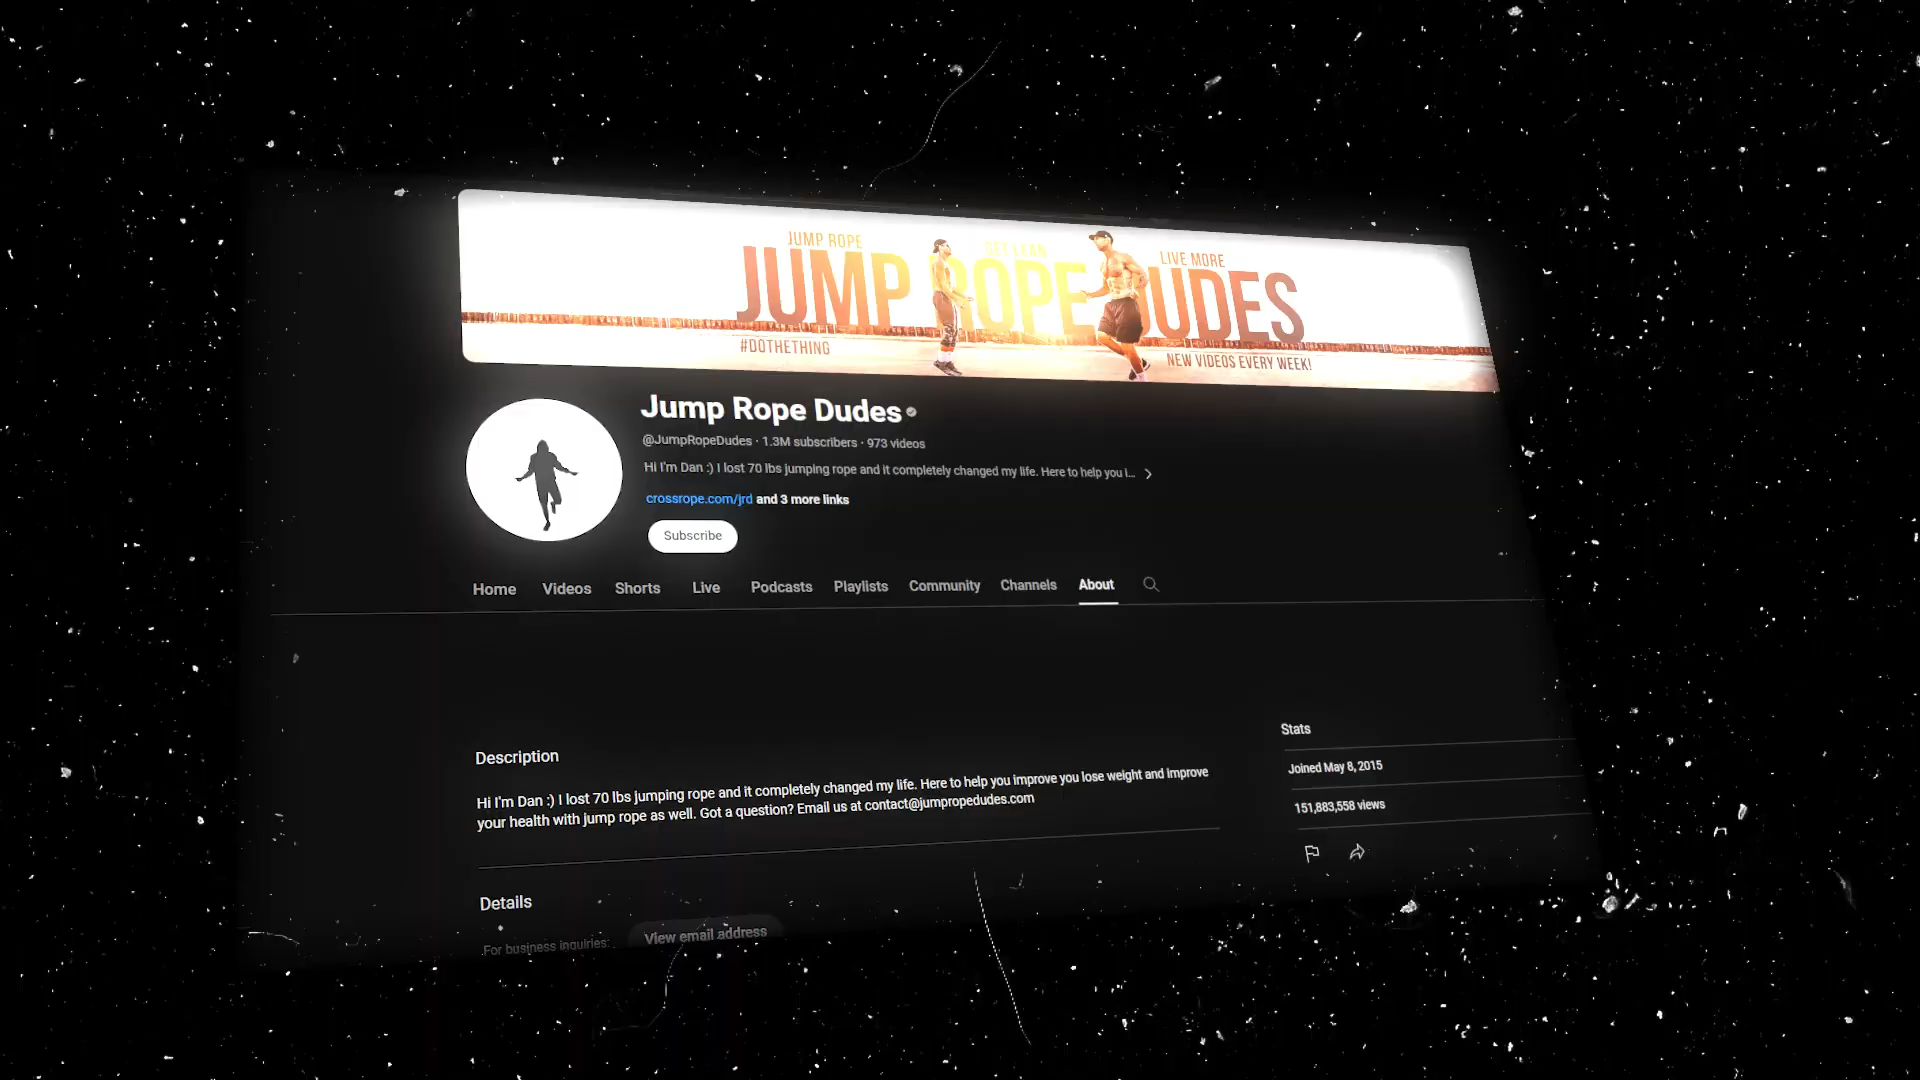 JUMP ROPE
GET LEAN
LIVE MORE
JUMP ROPE DUDES
#DOTHETHING
NEW VIDEOS EVERY WEEK!
Jump Rope Dudes
@JumpRopeDudes · 1.3M subscribers · 973 videos
Hi I'm Dan :) I lost 70 lbs jumping rope and it completely changed my life. Here to help you i...
crossrope.com/jrd and 3 more links
Subscribe
Home Videos Shorts Live Podcasts Playlists Community Channels About
Description
Hi I'm Dan :) I lost 70 lbs jumping rope and it completely changed my life. Here to help you improve you lose weight and improve
your health with jump rope as well. Got a question? Email us at contact@jumpropedudes.com
Details
For business inquiries: View email address
Stats
Joined May 8, 2015
151,883,558 views